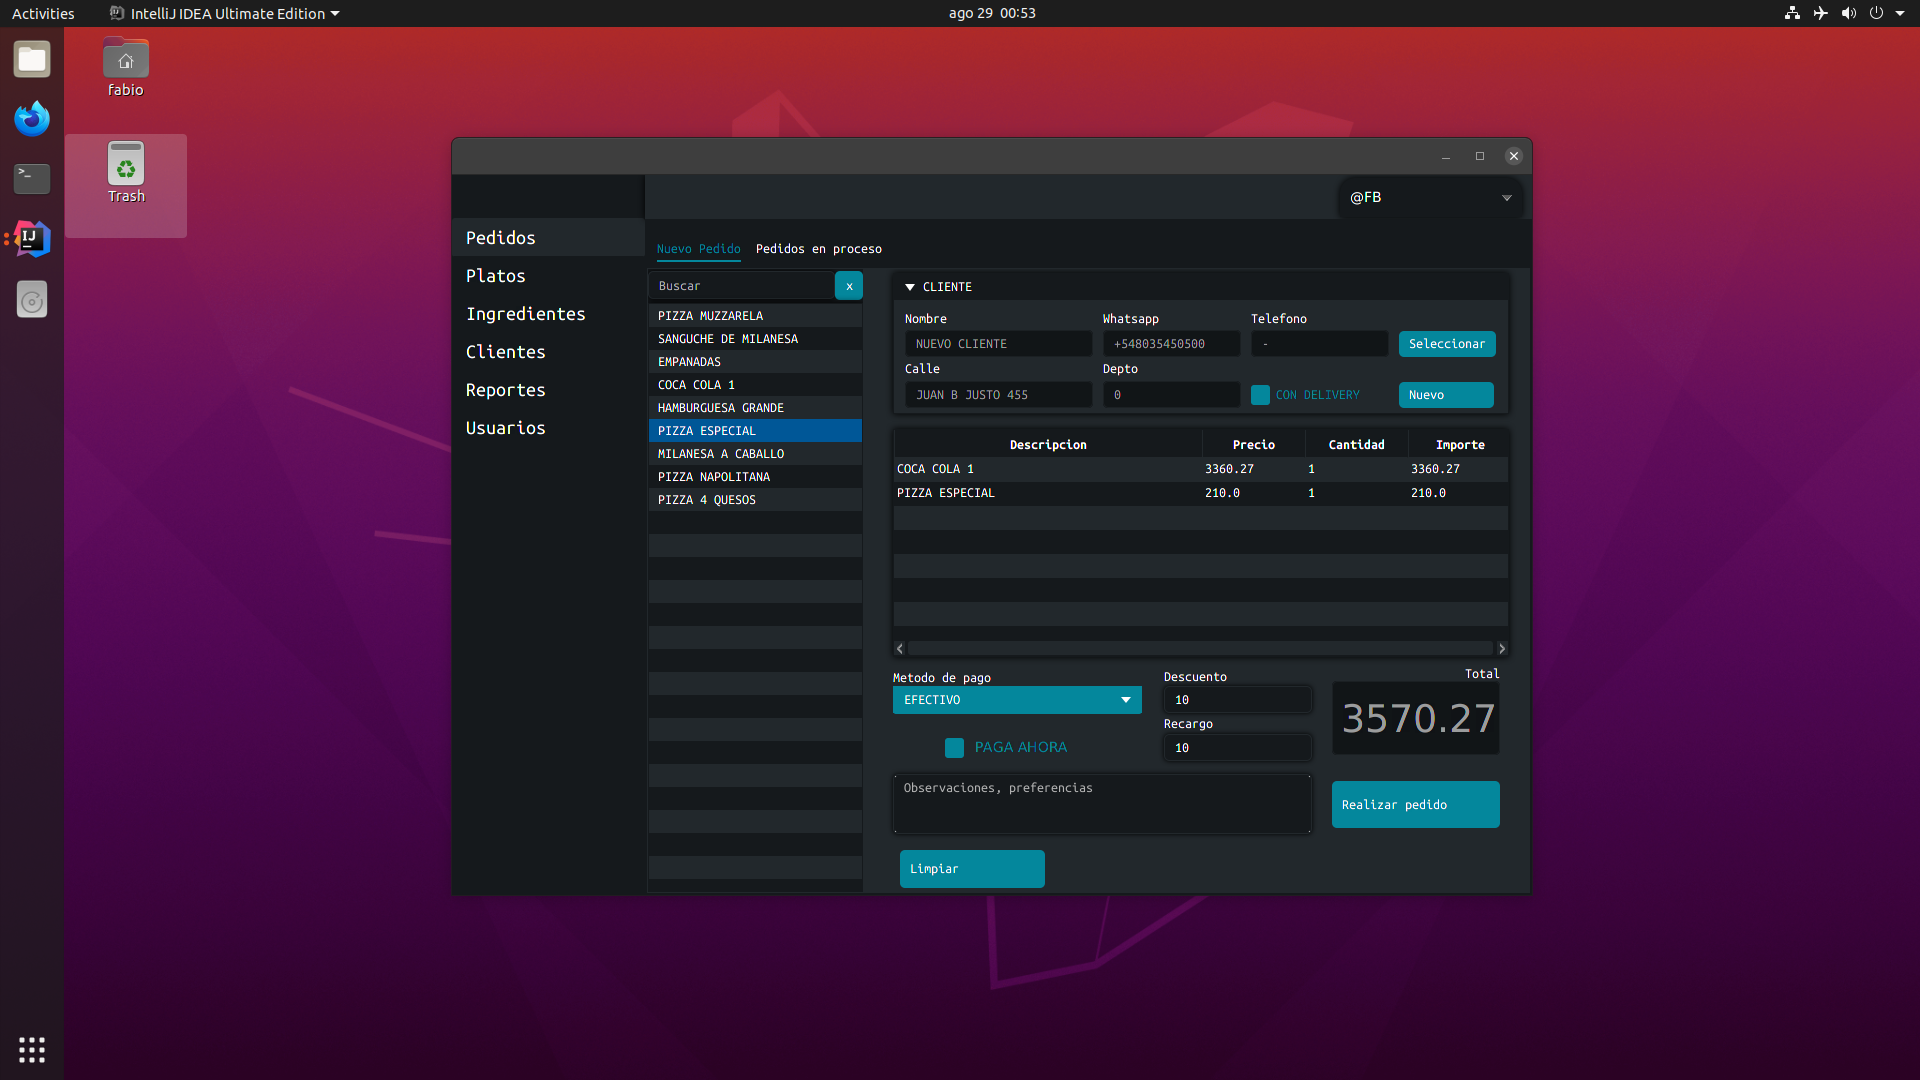 Activities
IntelliJ IDEA Ultimate Edition
ago 29 00:53
fabio
Trash
>_
IJ
@FB
Pedidos
Platos
Ingredientes
Clientes
Reportes
Usuarios
Nuevo Pedido
Pedidos en proceso
Buscar
x
PIZZA MUZZARELA
SANGUCHE DE MILANESA
EMPANADAS
COCA COLA 1
HAMBURGUESA GRANDE
PIZZA ESPECIAL
MILANESA A CABALLO
PIZZA NAPOLITANA
PIZZA 4 QUESOS
CLIENTE
Nombre Whatsapp Telefono
NUEVO CLIENTE +548035450500 - Seleccionar
Calle Depto
JUAN B JUSTO 455 0 CON DELIVERY Nuevo
Descripcion Precio Cantidad Importe
COCA COLA 1 3360.27 1 3360.27
PIZZA ESPECIAL 210.0 1 210.0
Metodo de pago Descuento Total
EFECTIVO 10 3570.27
Recargo
PAGA AHORA 10
Observaciones, preferencias
Realizar pedido
Limpiar